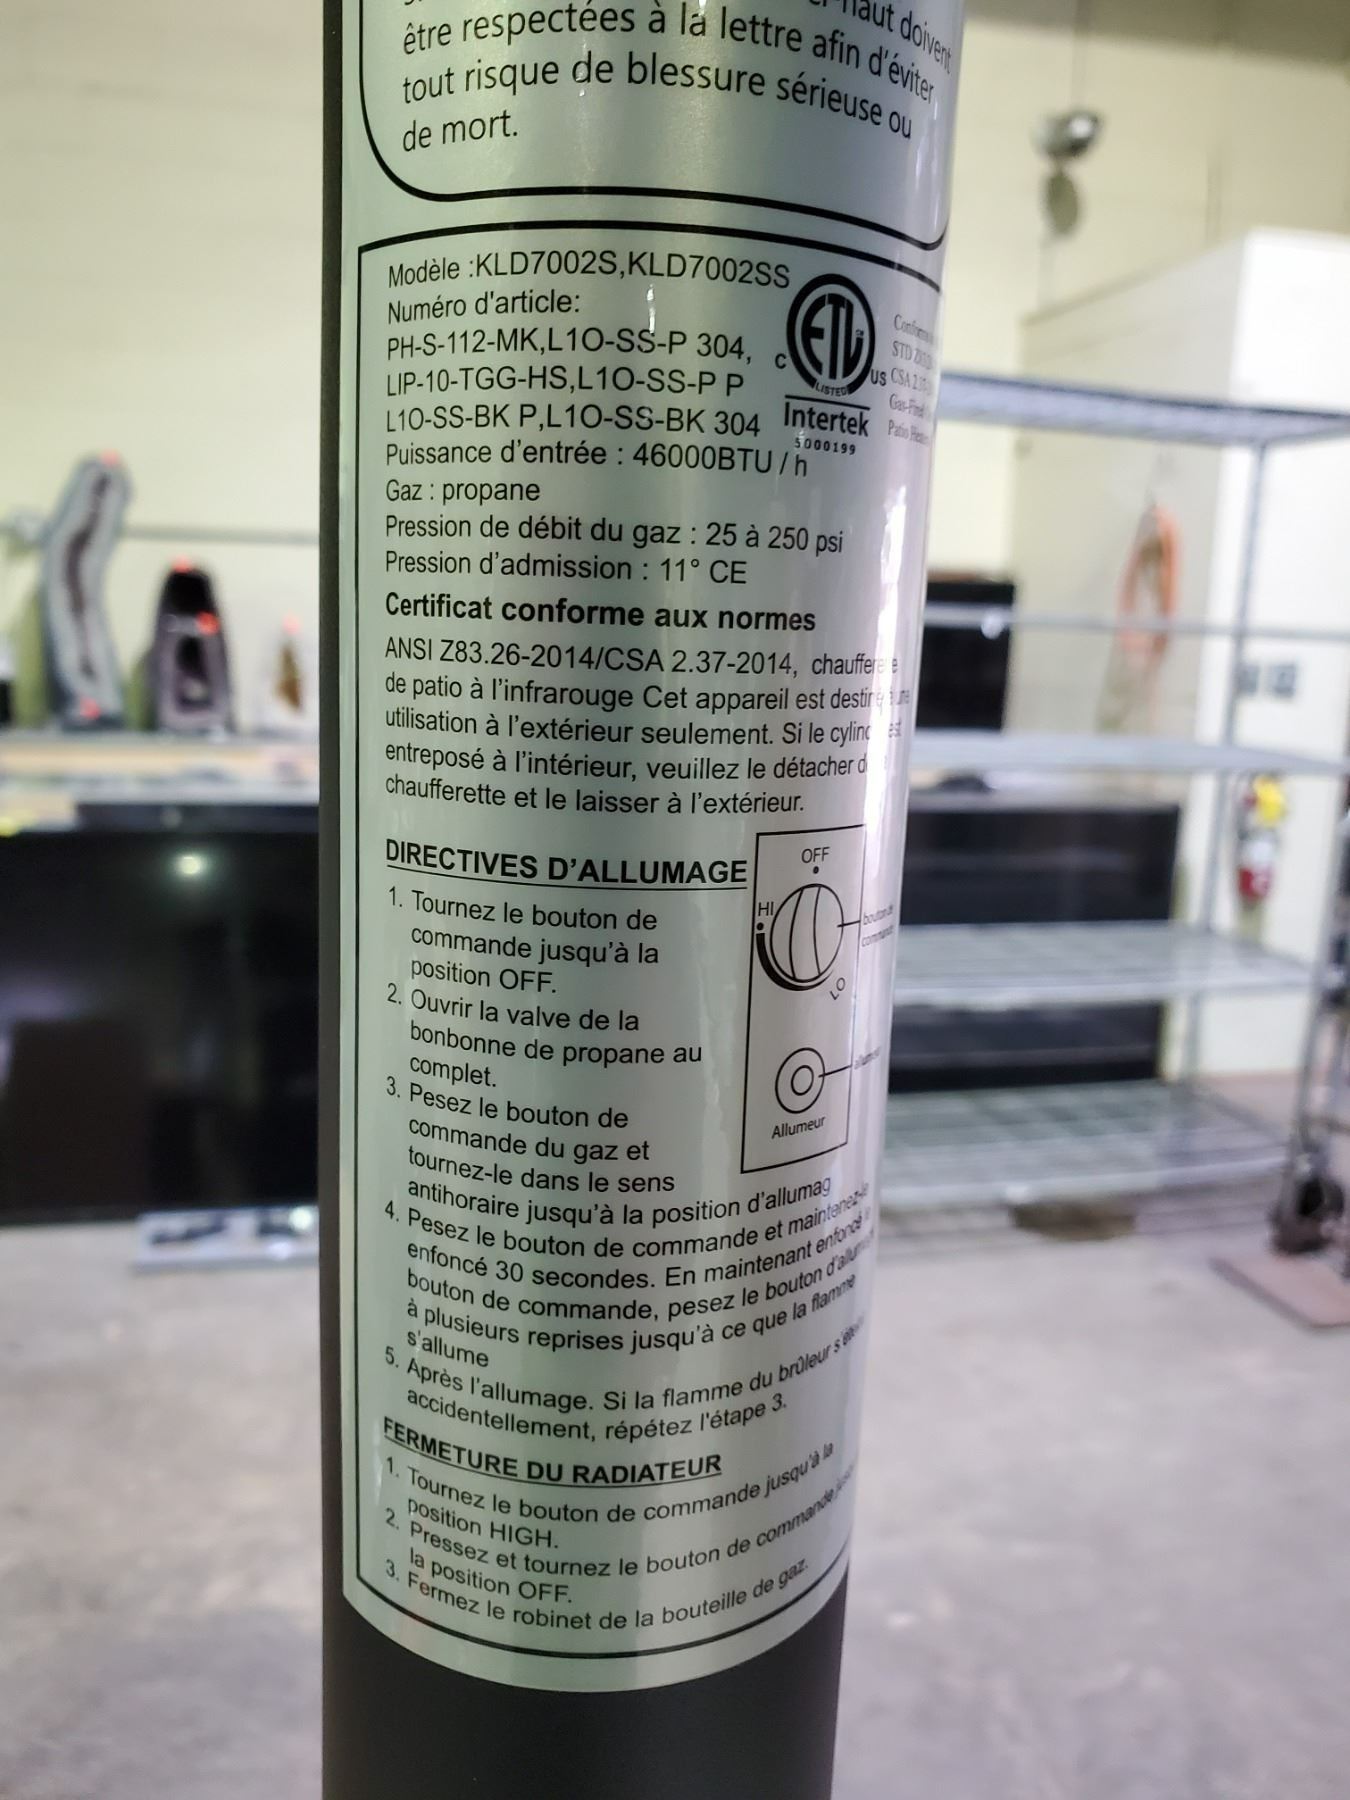 être respectées à la lettre afin d'éviter
tout risque de blessure sérieuse ou
de mort.
Modèle :KLD7002S,KLD7002SS
Numéro d'article:
PH-S-112-MK,L1O-SS-P 304,
LIP-10-TGG-HS,L1O-SS-P P
L1O-SS-BK P,L1O-SS-BK 304
C ETL US
LISTED
Intertek
5000199
Puissance d'entrée : 46000BTU / h
Gaz : propane
Pression de débit du gaz : 25 à 250 psi
Pression d'admission : 11° CE
Certificat conforme aux normes
ANSI Z83.26-2014/CSA 2.37-2014,
de patio à l'infrarouge Cet appareil est
utilisation à l'extérieur seulement. Si le
entreposé à l'intérieur, veuillez le détacher
chaufferette et le laisser à l'extérieur.
DIRECTIVES D'ALLUMAGE
1. Tournez le bouton de
commande jusqu'à la
position OFF.
2. Ouvrir la valve de la
bonbonne de propane au
complet.
3. Pesez le bouton de
commande du gaz et
tournez-le dans le sens
antihoraire jusqu'à la position d'allumag
OFF
HI
LO
bouton de
Allumeur
4. Pesez le bouton de commande et maintenez-le
enfoncé 30 secondes. En maintenant enfoncé
bouton de commande, pesez le bouton
à plusieurs reprises jusqu'à ce que la flamme
s'allume
5. Après l'allumage. Si la flamme du brûleur
accidentellement, répétez l'étape 3.
FERMETURE DU RADIATEUR
1. Tournez le bouton de commande jusqu'à la
position HIGH.
2. Pressez et tournez le bouton de commande
la position OFF.
3. Fermez le robinet de la bouteille de gaz.